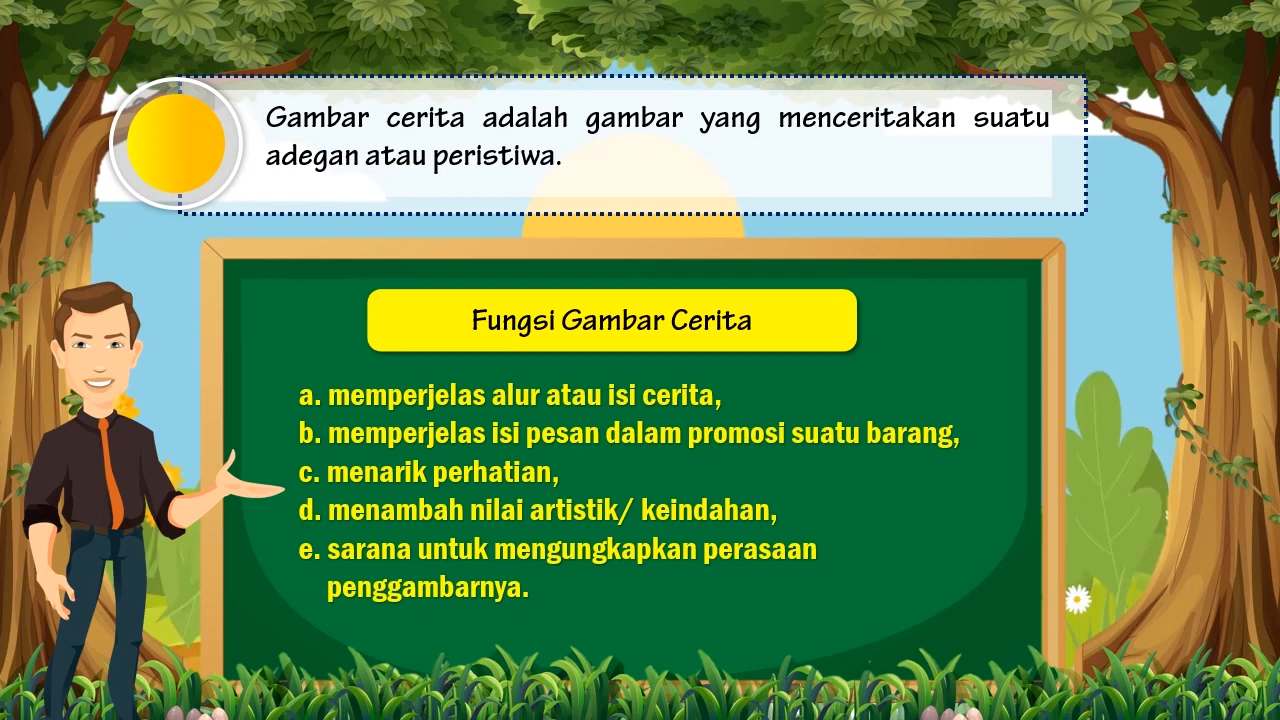 Gambar cerita adalah gambar yang menceritakan suatu
adegan atau peristiwa.
Fungsi Gambar Cerita
a. memperjelas alur atau isi cerita,
b. memperjelas isi pesan dalam promosi suatu barang,
c. menarik perhatian,
d. menambah nilai artistik/ keindahan,
e. sarana untuk mengungkapkan perasaan
penggambarnya.